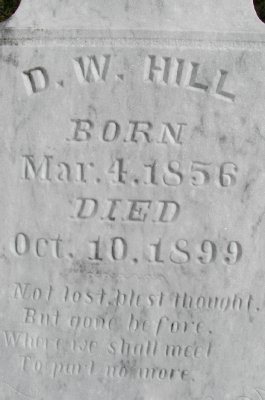 D. W. HILL
BORN
Mar. 4. 1856
DIED
Oct. 10. 1899
Not lost, blest thought,
But gone before,
Where we shall meet
To part no more.